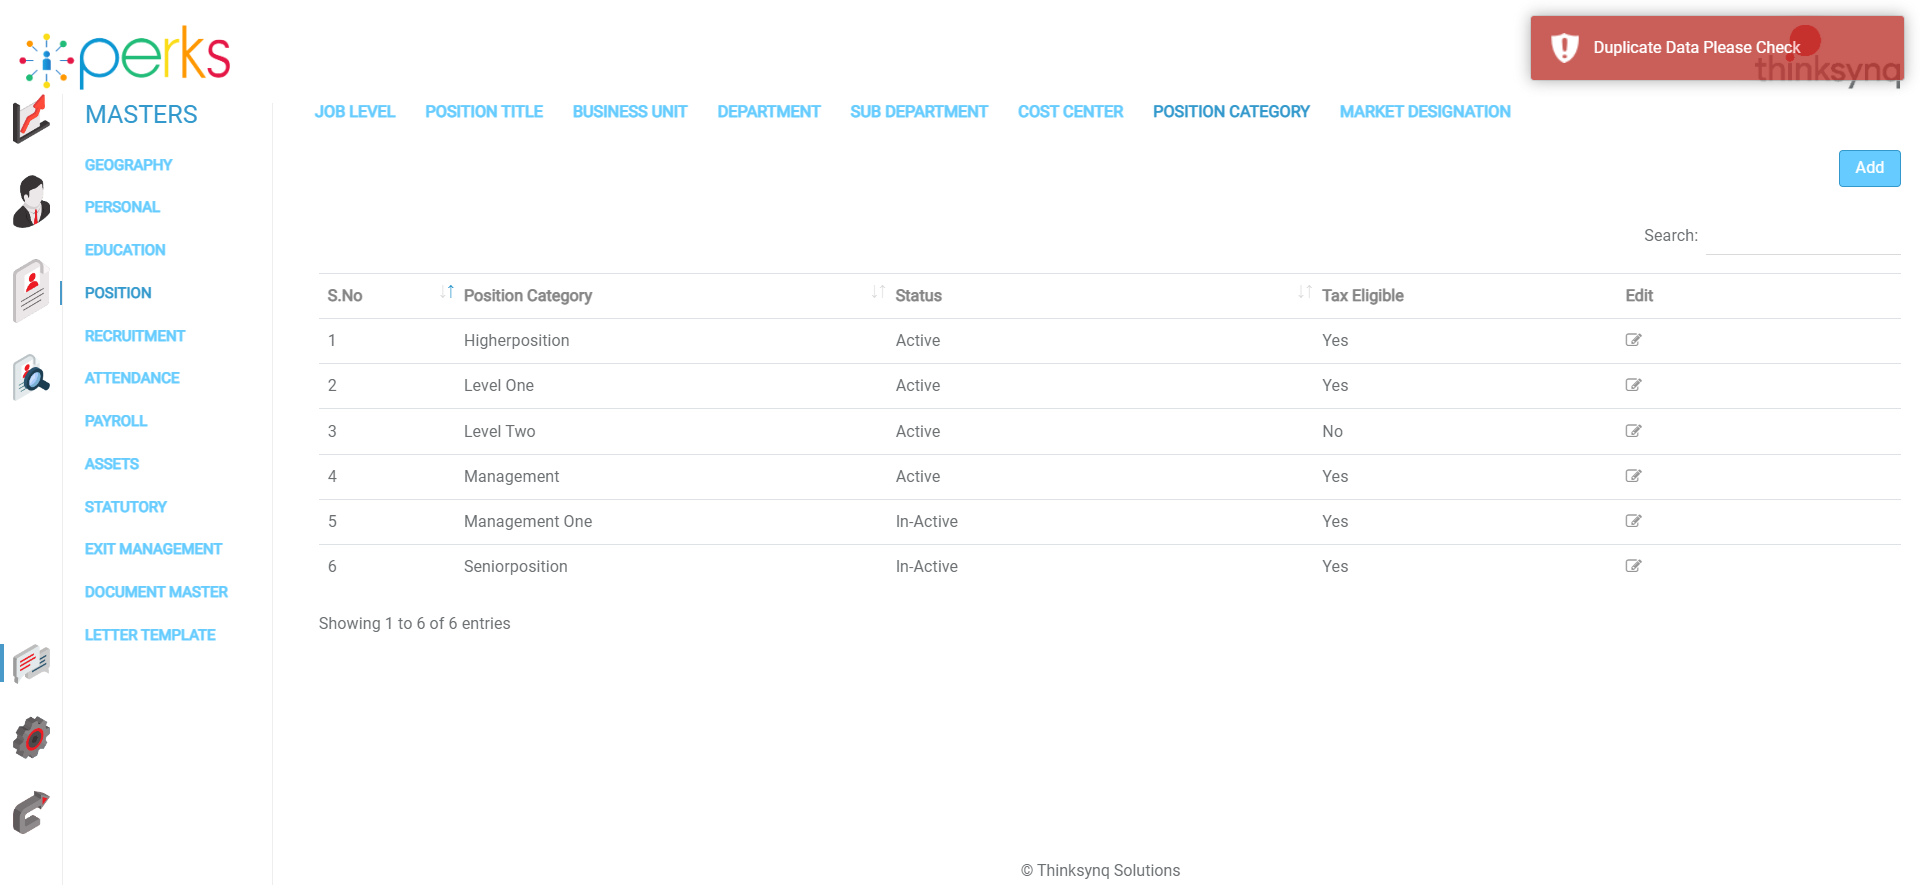 perks
Duplicate Data Please Check
thinksynq
MASTERS
JOB LEVEL POSITION TITLE BUSINESS UNIT DEPARTMENT SUB DEPARTMENT COST CENTER POSITION CATEGORY MARKET DESIGNATION
GEOGRAPHY
PERSONAL
EDUCATION
POSITION
RECRUITMENT
ATTENDANCE
PAYROLL
ASSETS
STATUTORY
EXIT MANAGEMENT
DOCUMENT MASTER
LETTER TEMPLATE
Add
Search:
S.No Position Category Status Tax Eligible Edit
1 Higherposition Active Yes
2 Level One Active Yes
3 Level Two Active No
4 Management Active Yes
5 Management One In-Active Yes
6 Seniorposition In-Active Yes
Showing 1 to 6 of 6 entries
© Thinksynq Solutions